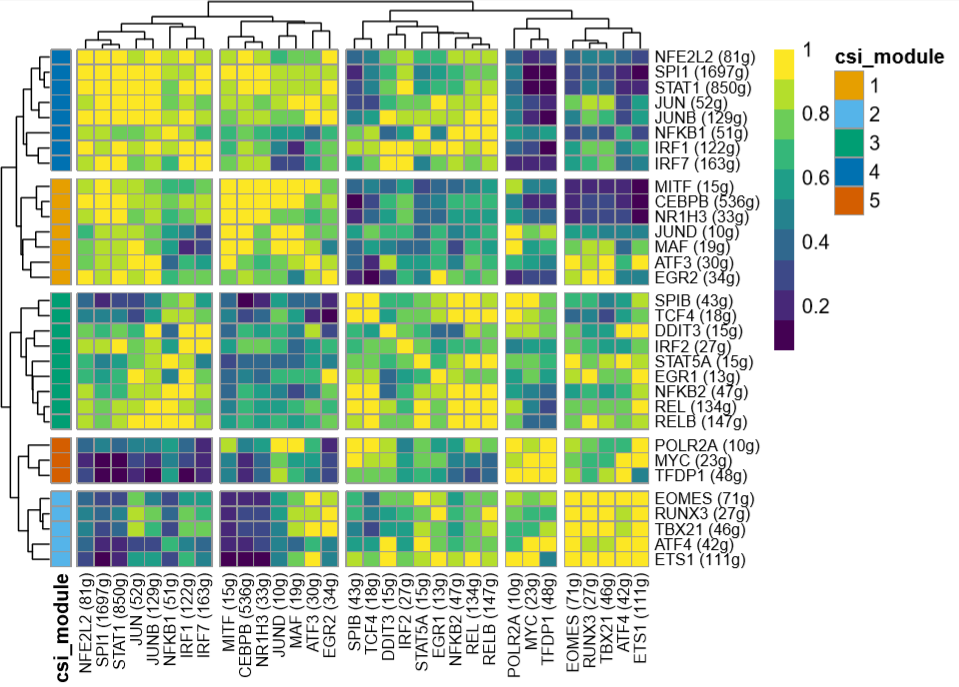 NFE2L2 (81g)
SPI1 (1697g)
STAT1 (850g)
JUN (52g)
JUNB (129g)
NFKB1 (51g)
IRF1 (122g)
IRF7 (163g)
MITF (15g)
CEBPB (536g)
NR1H3 (33g)
JUND (10g)
MAF (19g)
ATF3 (30g)
EGR2 (34g)
SPIB (43g)
TCF4 (18g)
DDIT3 (15g)
IRF2 (27g)
STAT5A (15g)
EGR1 (13g)
NFKB2 (47g)
REL (134g)
RELB (147g)
POLR2A (10g)
MYC (23g)
TFDP1 (48g)
EOMES (71g)
RUNX3 (27g)
TBX21 (46g)
ATF4 (42g)
ETS1 (111g)
1
0.8
0.6
0.4
0.2
csi_module
1
2
3
4
5
csi_module
NFE2L2 (81g)
SPI1 (1697g)
STAT1 (850g)
JUN (52g)
JUNB (129g)
NFKB1 (51g)
IRF1 (122g)
IRF7 (163g)
MITF (15g)
CEBPB (536g)
NR1H3 (33g)
JUND (10g)
MAF (19g)
ATF3 (30g)
EGR2 (34g)
SPIB (43g)
TCF4 (18g)
DDIT3 (15g)
IRF2 (27g)
STAT5A (15g)
EGR1 (13g)
NFKB2 (47g)
REL (134g)
RELB (147g)
POLR2A (10g)
MYC (23g)
TFDP1 (48g)
EOMES (71g)
RUNX3 (27g)
TBX21 (46g)
ATF4 (42g)
ETS1 (111g)